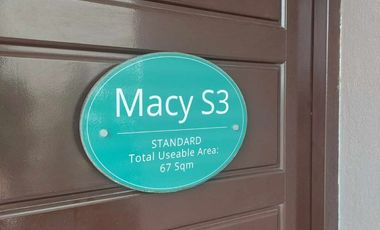 Macy S3
STANDARD
Total Useable Area:
67 Sqm